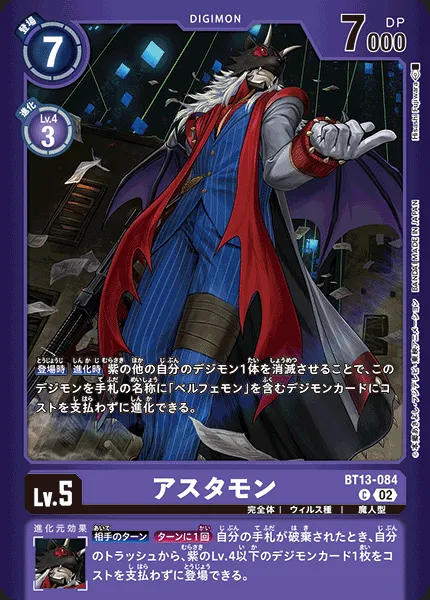 DIGIMON
登場
7
DP
7000
進化
Lv.4
3
Hisashi Fujiwara
BANDAI MADE IN JAPAN
登場時 進化時 紫の他の自分のデジモン1体を消滅させることで、この
デジモンを手札の名称に「ベルフェモン」を含むデジモンカードにコ
ストを支払わずに進化できる。
BT13-084
Lv.5
アスタモン
C 02
完全体 | ウィルス種 | 魔人型
進化元効果
相手のターン ターンに1回 自分の手札が破棄されたとき、自分
のトラッシュから、紫のLv.4以下のデジモンカード1枚をコ
ストを支払わずに登場できる。